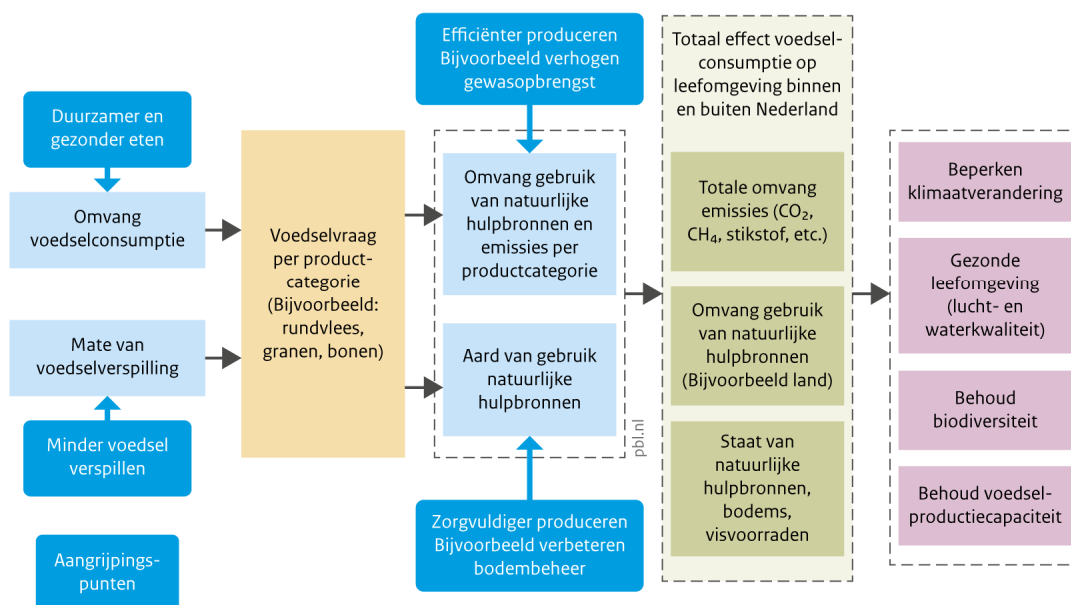 Duurzamer en
gezonder eten
Omvang
voedselconsumptie
Mate van
voedselverspilling
Minder voedsel
verspillen
Aangrijpings-
punten
Voedselvraag
per product-
categorie
(Bijvoorbeeld:
rundvlees,
granen, bonen)
Efficiënter produceren
Bijvoorbeeld verhogen
gewasopbrengst
Omvang gebruik
van natuurlijke
hulpbronnen en
emissies per
productcategorie
Aard van gebruik
natuurlijke
hulpbronnen
Zorgvuldiger produceren
Bijvoorbeeld verbeteren
bodembeheer
pbl.nl
Totaal effect voedsel-
consumptie op
leefomgeving binnen
en buiten Nederland
Totale omvang
emissies (CO₂,
CH₄, stikstof, etc.)
Omvang gebruik
van natuurlijke
hulpbronnen
(Bijvoorbeeld land)
Staat van
natuurlijke
hulpbronnen,
bodems,
visvoorraden
Beperken
klimaatverandering
Gezonde
leefomgeving
(lucht- en
waterkwaliteit)
Behoud
biodiversiteit
Behoud voedsel-
productiecapaciteit